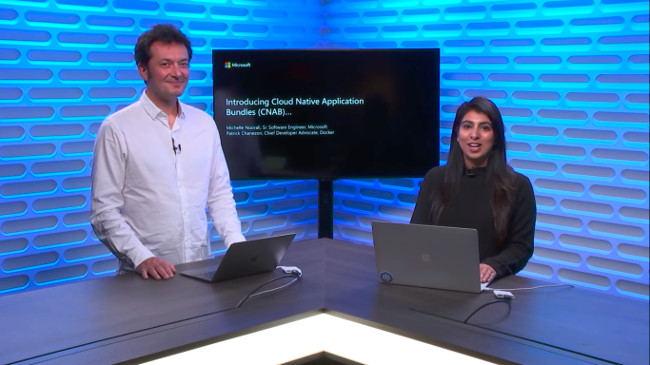 Microsoft
Introducing Cloud Native Application
Bundles (CNAB)...
Michelle Noorali, Sr. Software Engineer, Microsoft
Patrick Chanezon, Chief Developer Advocate, Docker